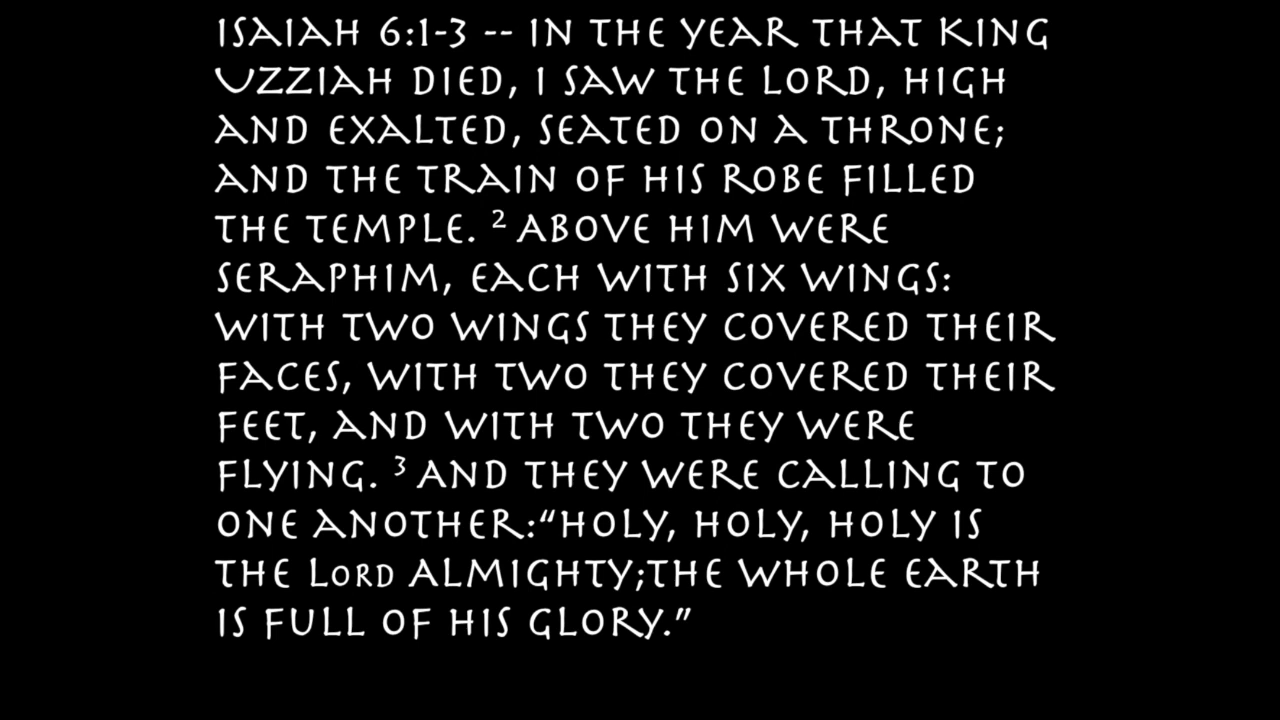 Isaiah 6:1-3 -- In the year that King
Uzziah died, I saw the Lord, high
and exalted, seated on a throne;
and the train of his robe filled
the temple. ² Above him were
seraphim, each with six wings:
With two wings they covered their
faces, with two they covered their
feet, and with two they were
flying. ³ And they were calling to
one another:“Holy, holy, holy is
the Lord Almighty;the whole earth
is full of his glory.”